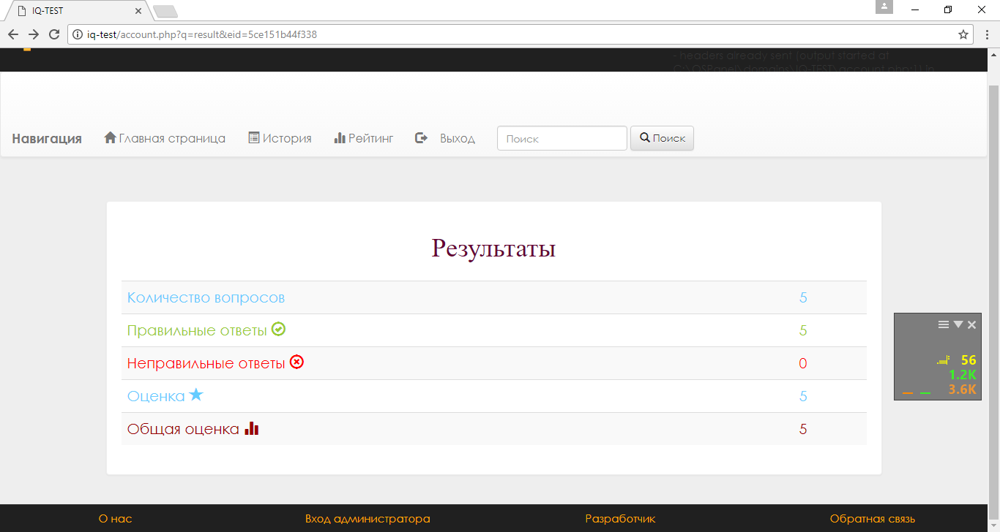 IQ-TEST
iq-test/account.php?q=result&eid=5ce151b44f338
- headers already sent (output started at
C:\OSPanel\domains\IQ-TEST\account.php:1) in
Навигация Главная страница История Рейтинг Выход Поиск Поиск
Результаты
Количество вопросов 5
Правильные ответы 5
Неправильные ответы 0
Оценка 5
Общая оценка 5
56
1.2K
3.6K
О нас Вход администратора Разработчик Обратная связь